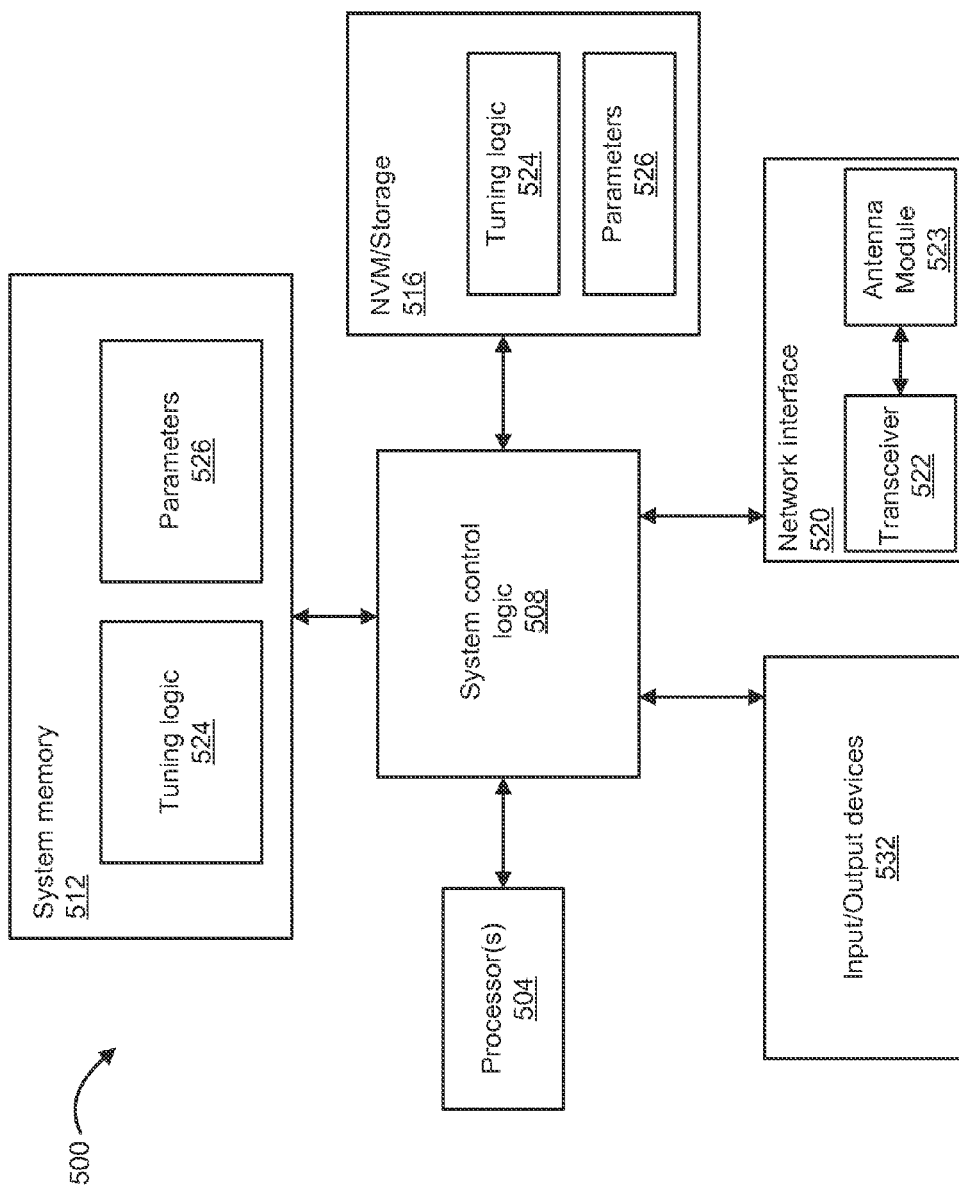 500
System memory
512
Tuning logic
524
Parameters
526
Processor(s)
504
System control
logic
508
NVM/Storage
516
Tuning logic
524
Parameters
526
Input/Output devices
532
Network interface
520
Transceiver
522
Antenna
Module
523